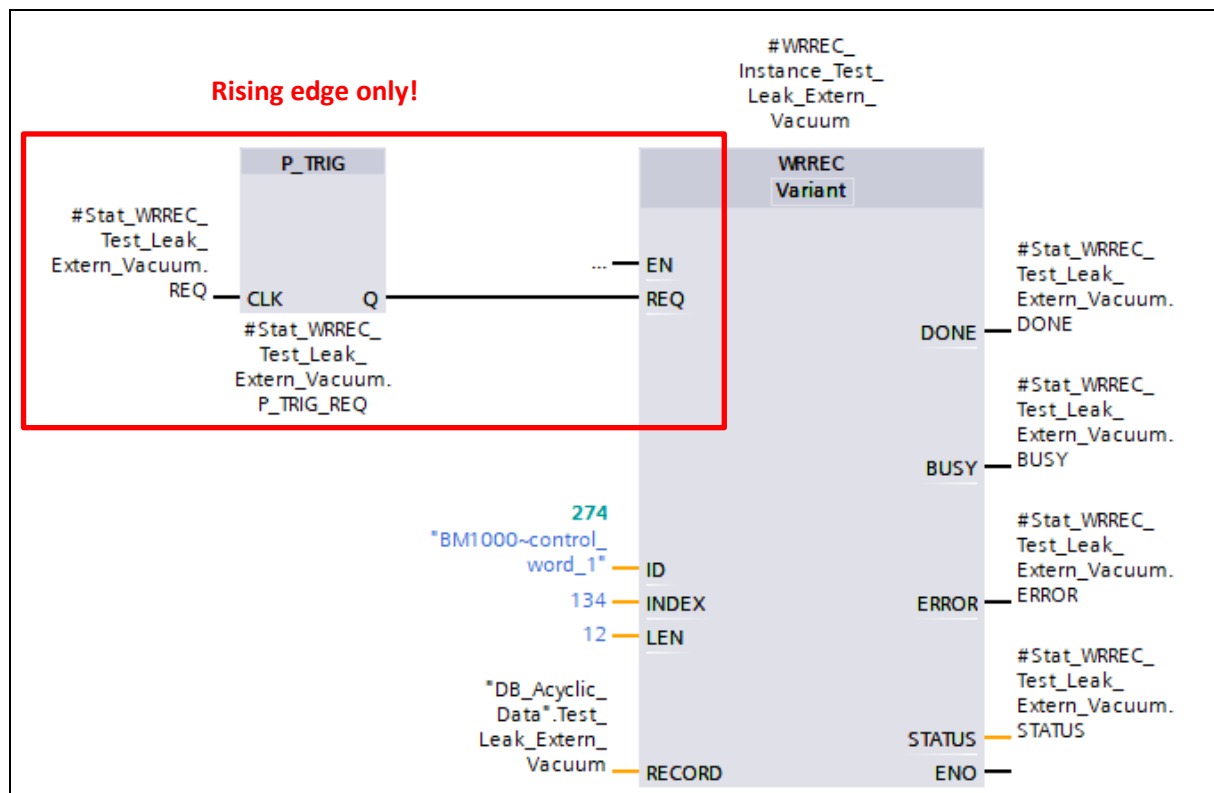 #WRREC_
Instance_Test_
Leak_Extern_
Vacuum
Rising edge only!
P_TRIG
WRREC
Variant
#Stat_WRREC_
Test_Leak_
Extern_Vacuum.
REQ
CLK
Q
#Stat_WRREC_
Test_Leak_
Extern_Vacuum.
P_TRIG_REQ
...
EN
REQ
#Stat_WRREC_
Test_Leak_
Extern_Vacuum.
DONE
DONE
#Stat_WRREC_
Test_Leak_
Extern_Vacuum.
BUSY
BUSY
274
"BM1000~control_
word_1"
ID
134
INDEX
12
LEN
#Stat_WRREC_
Test_Leak_
Extern_Vacuum.
ERROR
ERROR
"DB_Acyclic_
Data".Test_
Leak_Extern_
Vacuum
RECORD
#Stat_WRREC_
Test_Leak_
Extern_Vacuum.
STATUS
STATUS
ENO